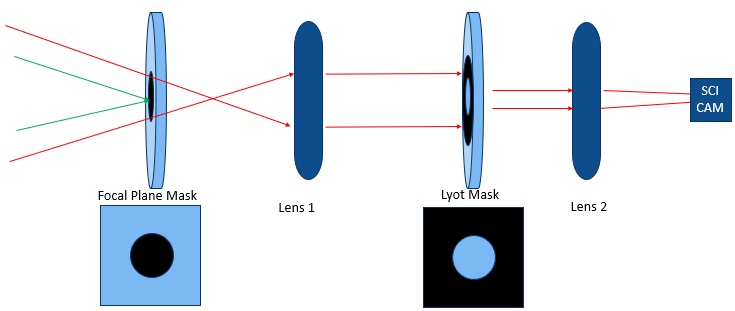 SCI
CAM
Focal Plane Mask
Lens 1
Lyot Mask
Lens 2